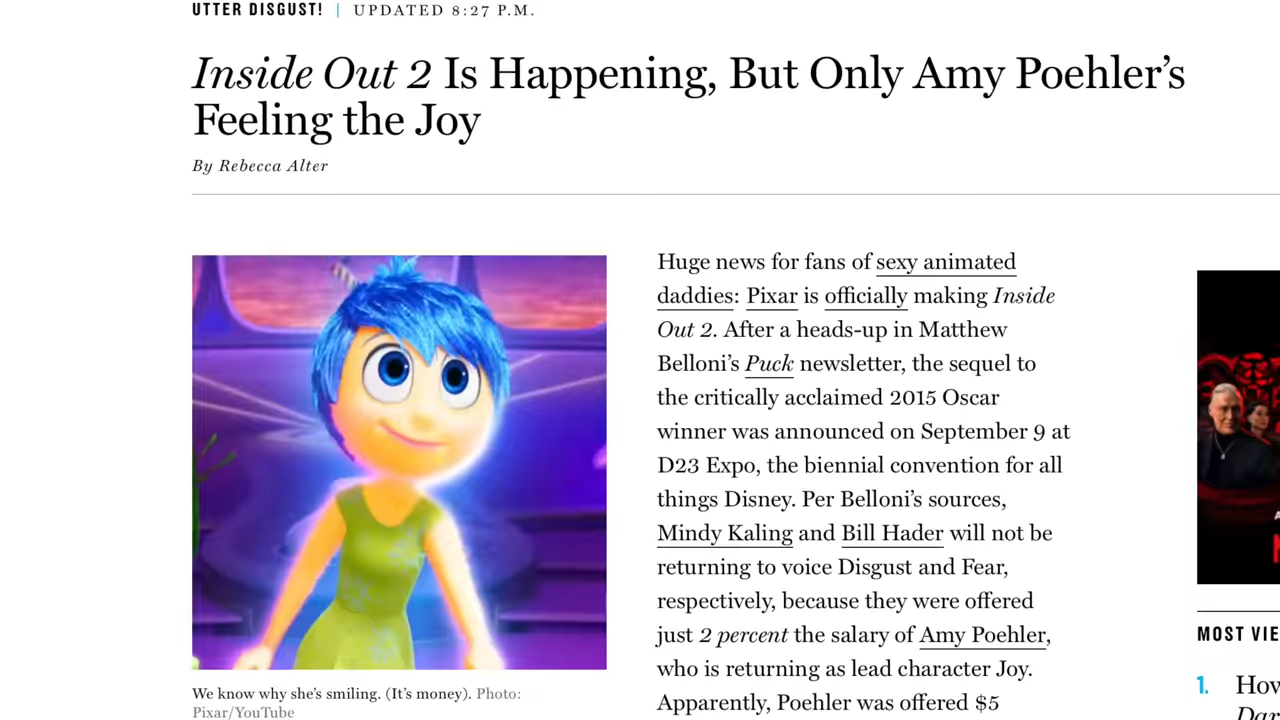 UTTER DISGUST! | UPDATED 8:27 P.M.
Inside Out 2 Is Happening, But Only Amy Poehler’s
Feeling the Joy
By Rebecca Alter
Huge news for fans of sexy animated
daddies: Pixar is officially making Inside
Out 2. After a heads-up in Matthew
Belloni’s Puck newsletter, the sequel to
the critically acclaimed 2015 Oscar
winner was announced on September 9 at
D23 Expo, the biennial convention for all
things Disney. Per Belloni’s sources,
Mindy Kaling and Bill Hader will not be
returning to voice Disgust and Fear,
respectively, because they were offered
just 2 percent the salary of Amy Poehler,
who is returning as lead character Joy.
Apparently, Poehler was offered $5
We know why she’s smiling. (It’s money). Photo:
Pixar/YouTube
MOST VIE
1. How
Dar